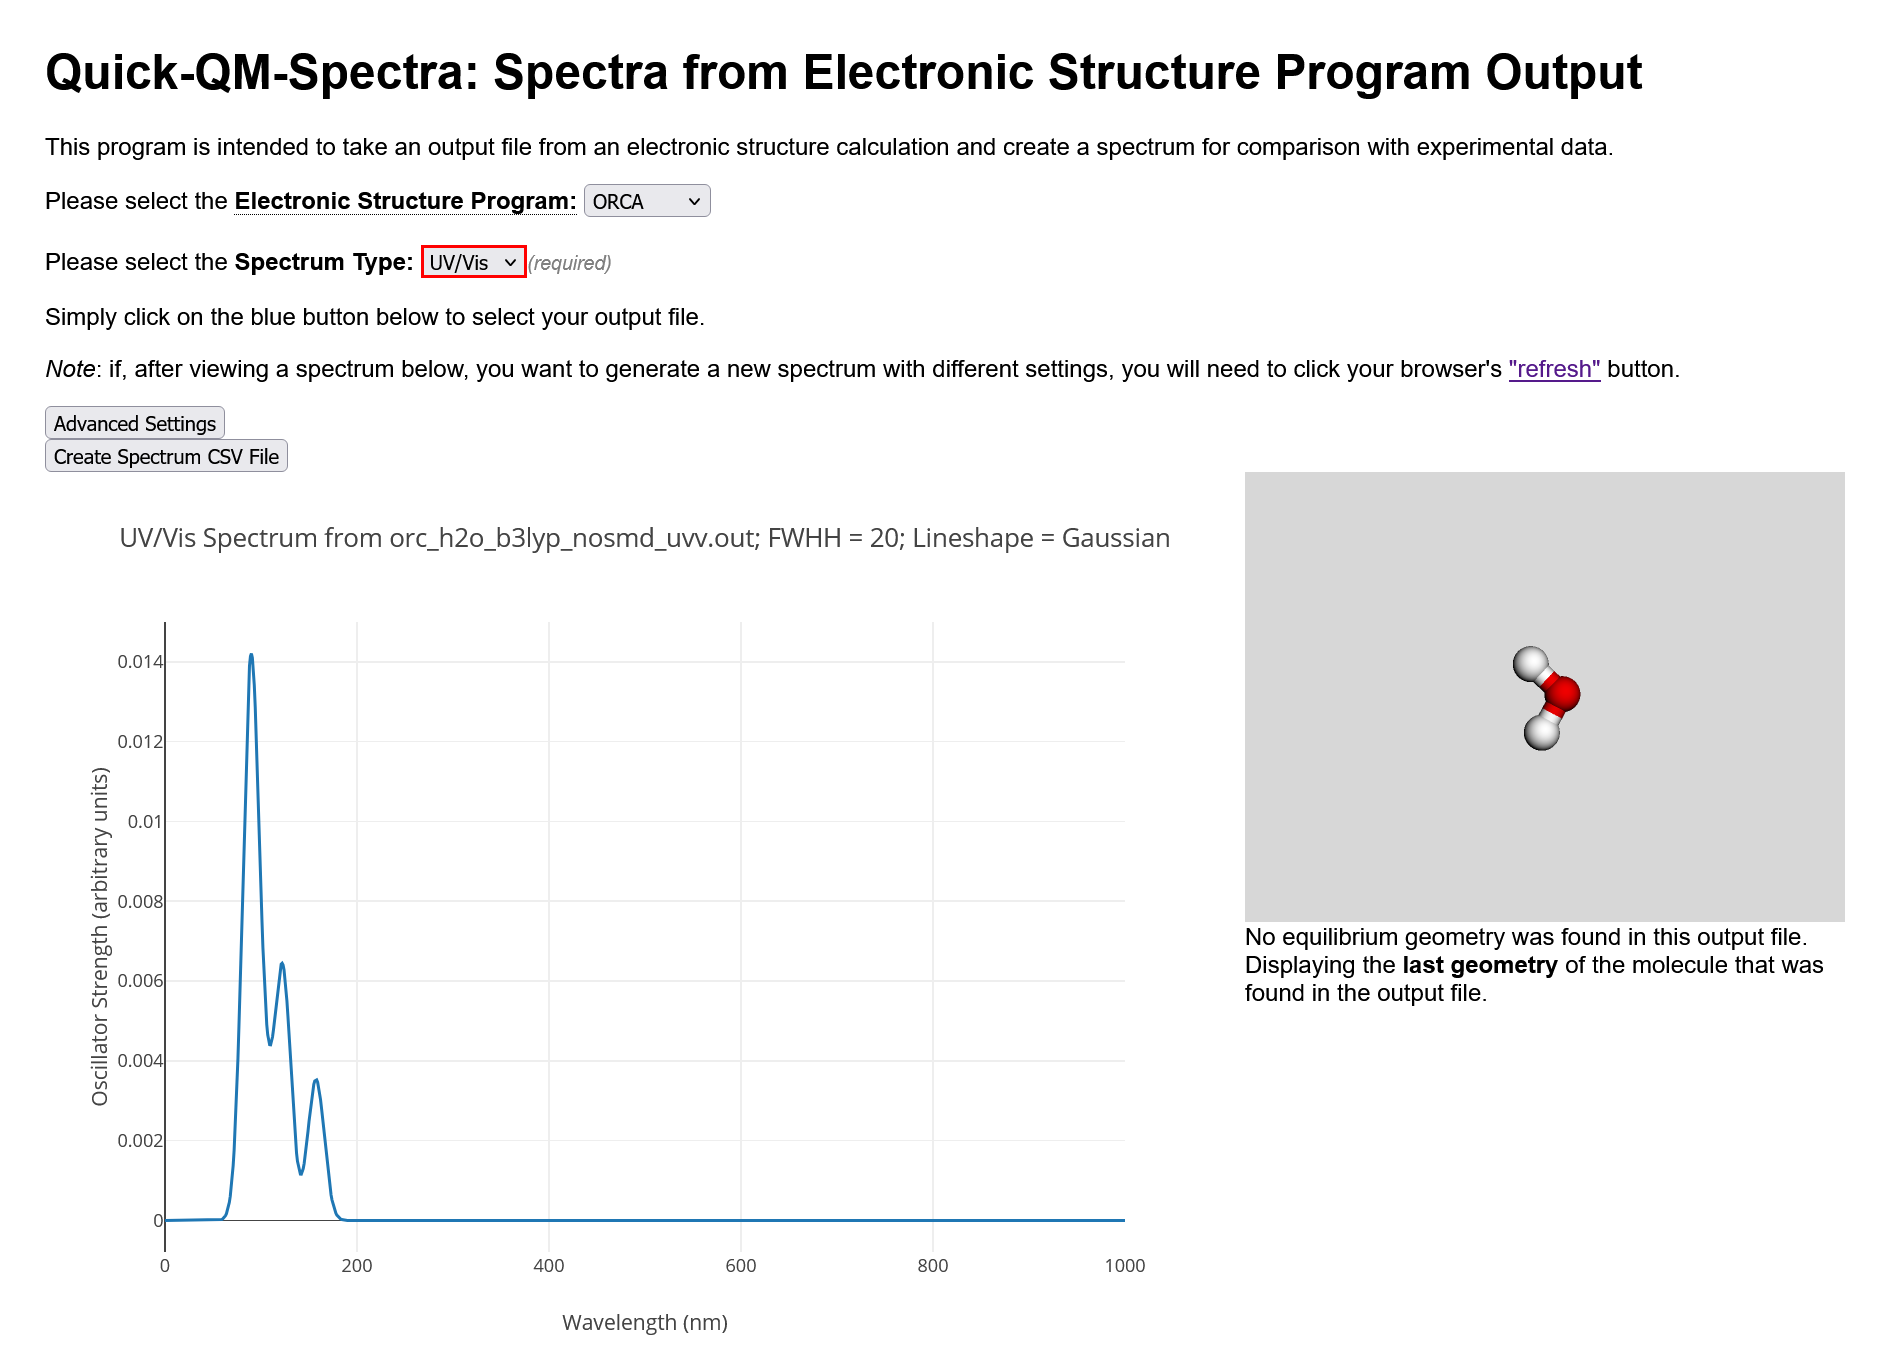 Quick-QM-Spectra: Spectra from Electronic Structure Program Output
This program is intended to take an output file from an electronic structure calculation and create a spectrum for comparison with experimental data.
Please select the Electronic Structure Program: ORCA
Please select the Spectrum Type: UV/Vis (required)
Simply click on the blue button below to select your output file.
Note: if, after viewing a spectrum below, you want to generate a new spectrum with different settings, you will need to click your browser's "refresh" button.
Advanced Settings
Create Spectrum CSV File
UV/Vis Spectrum from orc_h2o_b3lyp_nosmd_uvv.out; FWHH = 20; Lineshape = Gaussian
0.014
0.012
0.01
0.008
0.006
0.004
0.002
0
Oscillator Strength (arbitrary units)
0 200 400 600 800 1000
Wavelength (nm)
No equilibrium geometry was found in this output file.
Displaying the last geometry of the molecule that was
found in the output file.